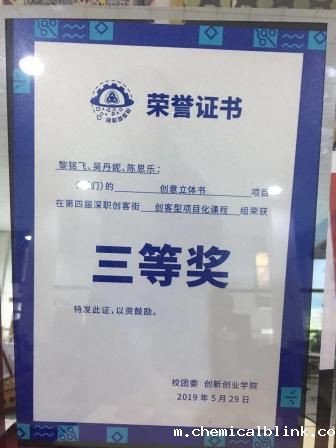 荣誉证书
黎铭飞、吴丹妮、陈思乐：
们）的 创意立体书 项目
在第四届深职创客街 创客型项目化课程 组荣获
三等奖
特发此证，以资鼓励。
校团委 创新创业学院
2019 年 5 月 29 日
m.chemicalblink.co